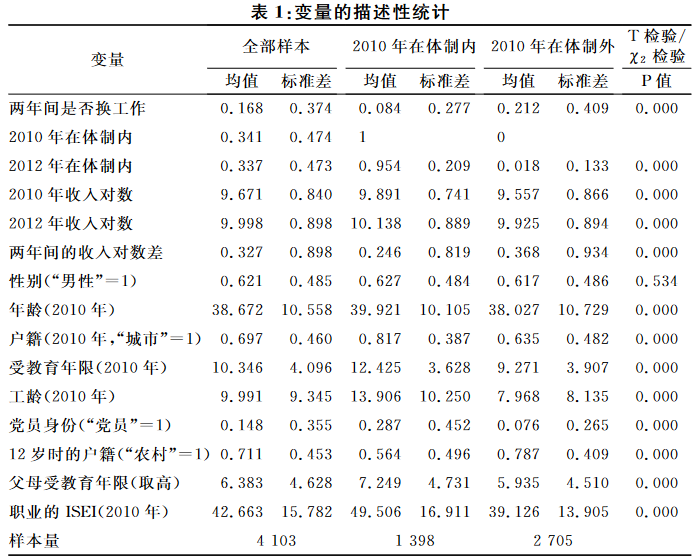 表 1:变量的描述性统计
变量 全部样本 2010 年在体制内 2010 年在体制外 T 检验/χ2 检验
均值 标准差 均值 标准差 均值 标准差 P 值
两年间是否换工作 0.168 0.374 0.084 0.277 0.212 0.409 0.000
2010 年在体制内 0.341 0.474 1 0
2012 年在体制内 0.337 0.473 0.954 0.209 0.018 0.133 0.000
2010 年收入对数 9.671 0.840 9.891 0.741 9.557 0.866 0.000
2012 年收入对数 9.998 0.898 10.138 0.889 9.925 0.894 0.000
两年间的收入对数差 0.327 0.898 0.246 0.819 0.368 0.934 0.000
性别(“男性”=1) 0.621 0.485 0.627 0.484 0.617 0.486 0.534
年龄(2010 年) 38.672 10.558 39.921 10.105 38.027 10.729 0.000
户籍(2010 年,“城市”=1) 0.697 0.460 0.817 0.387 0.635 0.482 0.000
受教育年限(2010 年) 10.346 4.096 12.425 3.628 9.271 3.907 0.000
工龄(2010 年) 9.991 9.345 13.906 10.250 7.968 8.135 0.000
党员身份(“党员”=1) 0.148 0.355 0.287 0.452 0.076 0.265 0.000
12 岁时的户籍(“农村”=1) 0.711 0.453 0.564 0.496 0.787 0.409 0.000
父母受教育年限(取高) 6.383 4.628 7.249 4.731 5.935 4.510 0.000
职业的 ISEI(2010 年) 42.663 15.782 49.506 16.911 39.126 13.905 0.000
样本量 4 103 1 398 2 705